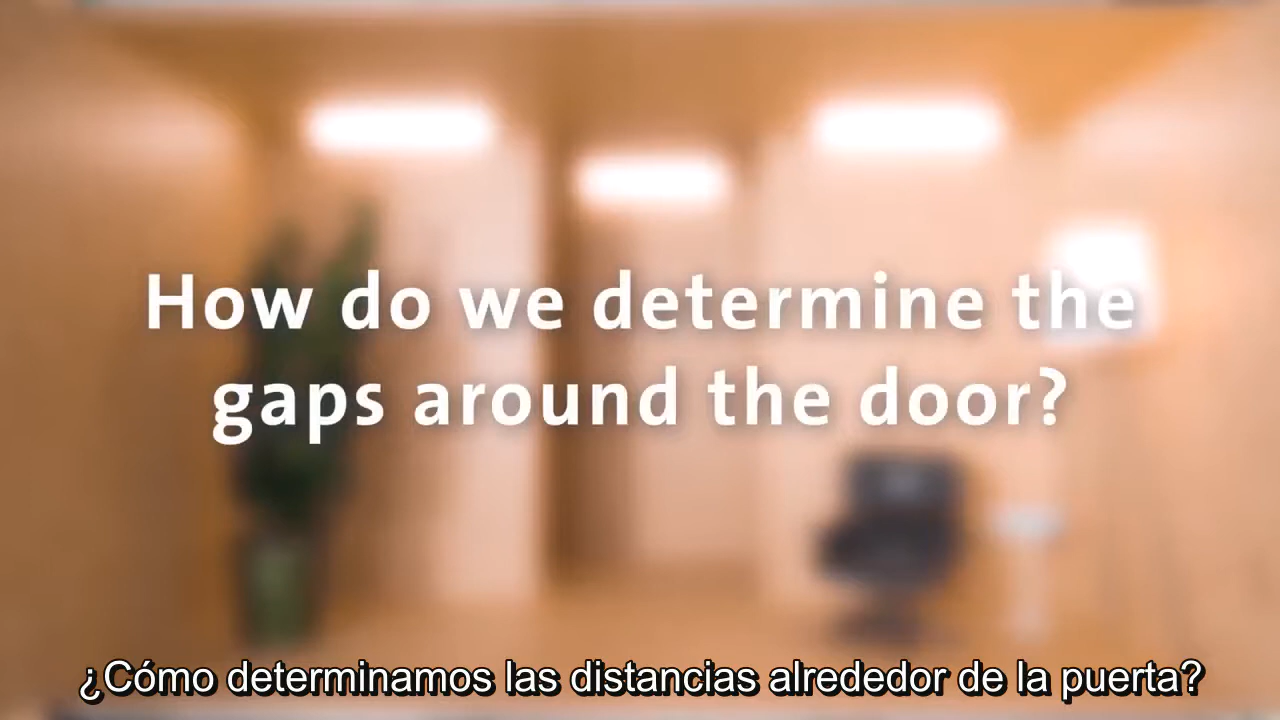 How do we determine the
gaps around the door?
¿Cómo determinamos las distancias alrededor de la puerta?